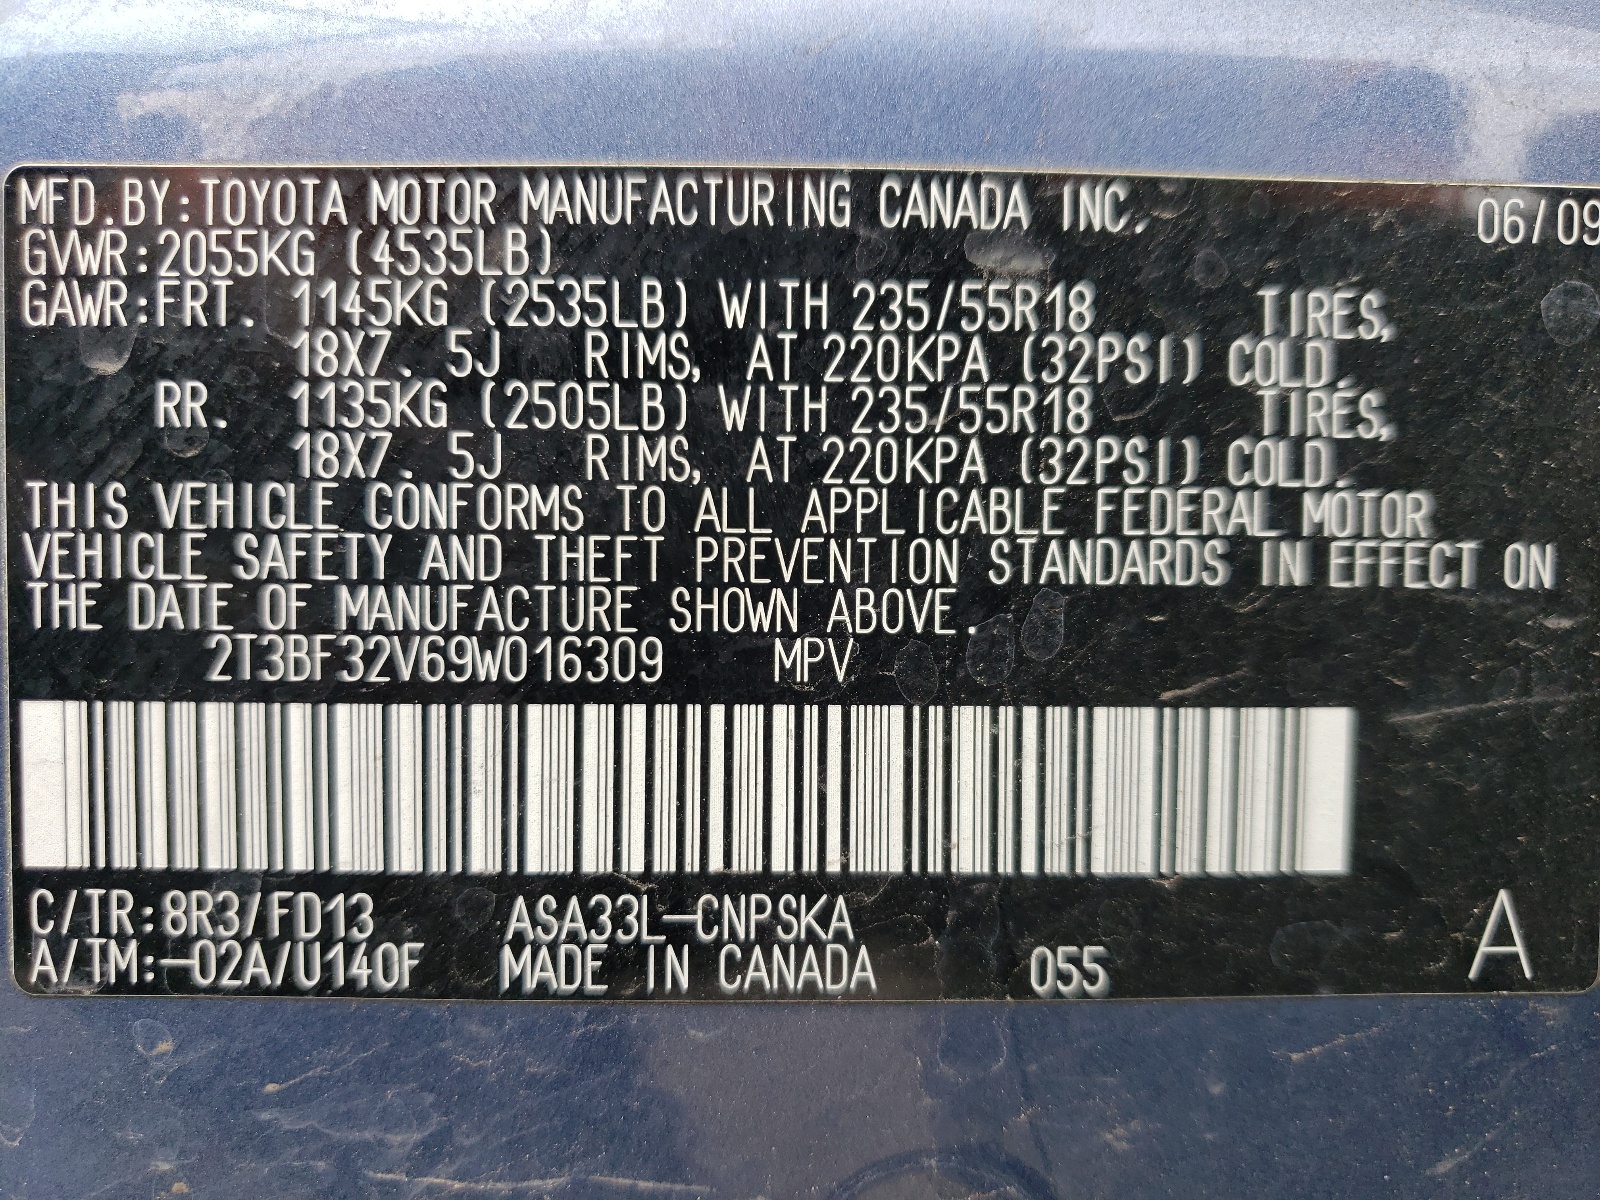 MFD.BY:TOYOTA MOTOR MANUFACTURING CANADA INC. 06/09
GVWR:2055KG (4535LB)
GAWR:FRT. 1145KG (2535LB) WITH 235/55R18 TIRES,
18X7.5J RIMS, AT 220KPA (32PSI) COLD.
RR. 1135KG (2505LB) WITH 235/55R18 TIRES,
18X7.5J RIMS, AT 220KPA (32PSI) COLD.
THIS VEHICLE CONFORMS TO ALL APPLICABLE FEDERAL MOTOR
VEHICLE SAFETY AND THEFT PREVENTION STANDARDS IN EFFECT ON
THE DATE OF MANUFACTURE SHOWN ABOVE.
2T3BF32V69W016309 MPV
C/TR:8R3/FD13 ASA33L-CNPSKA
A/TM:-02A/U140F MADE IN CANADA 055 A